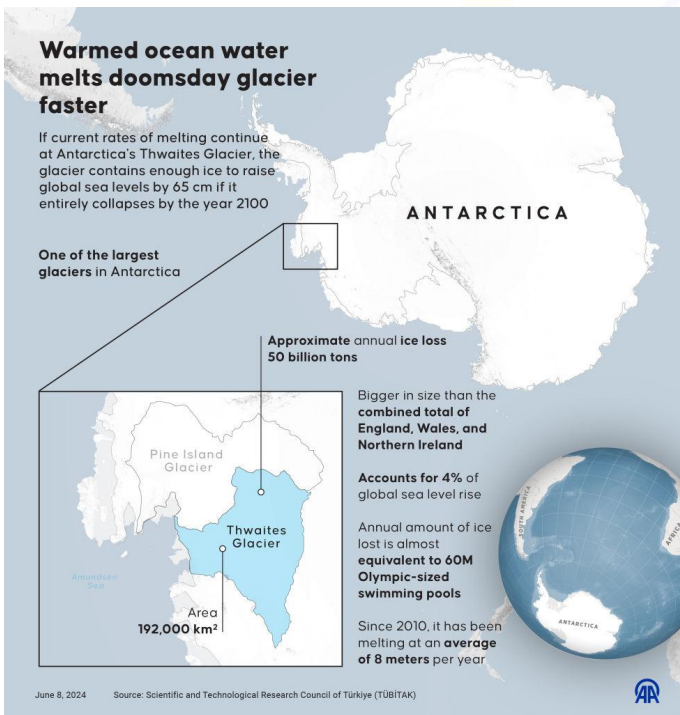 Warmed ocean water
melts doomsday glacier
faster
If current rates of melting continue
at Antarctica's Thwaites Glacier, the
glacier contains enough ice to raise
global sea levels by 65 cm if it
entirely collapses by the year 2100
ANTARCTICA
One of the largest
glaciers in Antarctica
Approximate annual ice loss
50 billion tons
Pine Island
Glacier
Thwaites
Glacier
Amundsen
Sea
Area
192,000 km²
Bigger in size than the
combined total of
England, Wales, and
Northern Ireland
Accounts for 4% of
global sea level rise
Annual amount of ice
lost is almost
equivalent to 60M
Olympic-sized
swimming pools
Since 2010, it has been
melting at an average
of 8 meters per year
SOUTH AMERICA
AFRICA
ANTARCTICA
June 8, 2024 Source: Scientific and Technological Research Council of Türkiye (TÜBİTAK)
AA